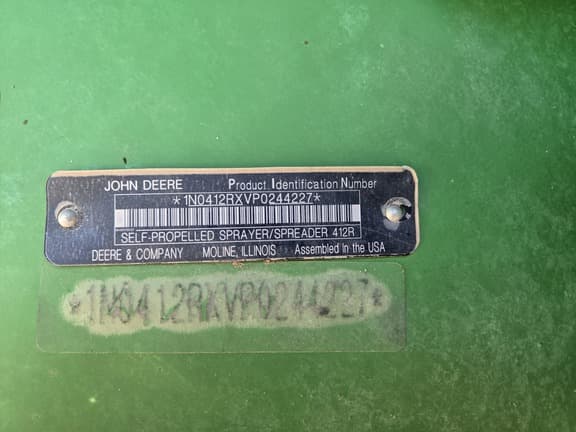 JOHN DEERE Product Identification Number
*1N0412RXVP0244227*
SELF-PROPELLED SPRAYER/SPREADER 412R
DEERE & COMPANY MOLINE, ILLINOIS Assembled in the USA
*1N0412RXVP0244227*